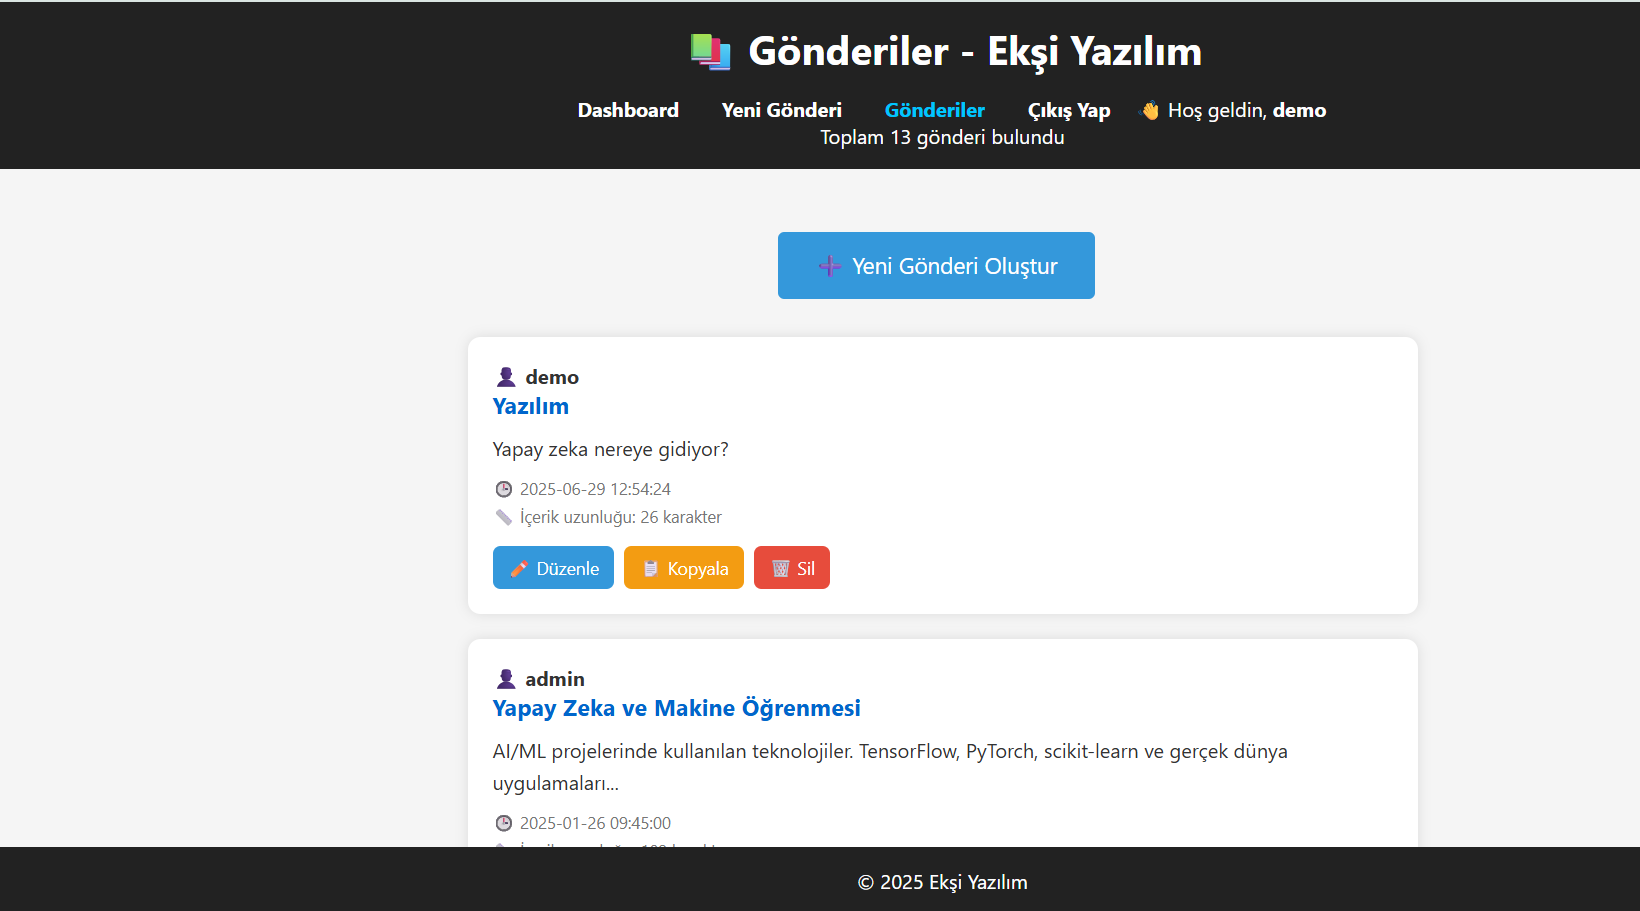 Gönderiler - Ekşi Yazılım
Dashboard Yeni Gönderi Gönderiler Çıkış Yap Hoş geldin, demo
Toplam 13 gönderi bulundu
Yeni Gönderi Oluştur
demo
Yazılım
Yapay zeka nereye gidiyor?
2025-06-29 12:54:24
İçerik uzunluğu: 26 karakter
Düzenle Kopyala Sil
admin
Yapay Zeka ve Makine Öğrenmesi
AI/ML projelerinde kullanılan teknolojiler. TensorFlow, PyTorch, scikit-learn ve gerçek dünya
uygulamaları...
2025-01-26 09:45:00
© 2025 Ekşi Yazılım